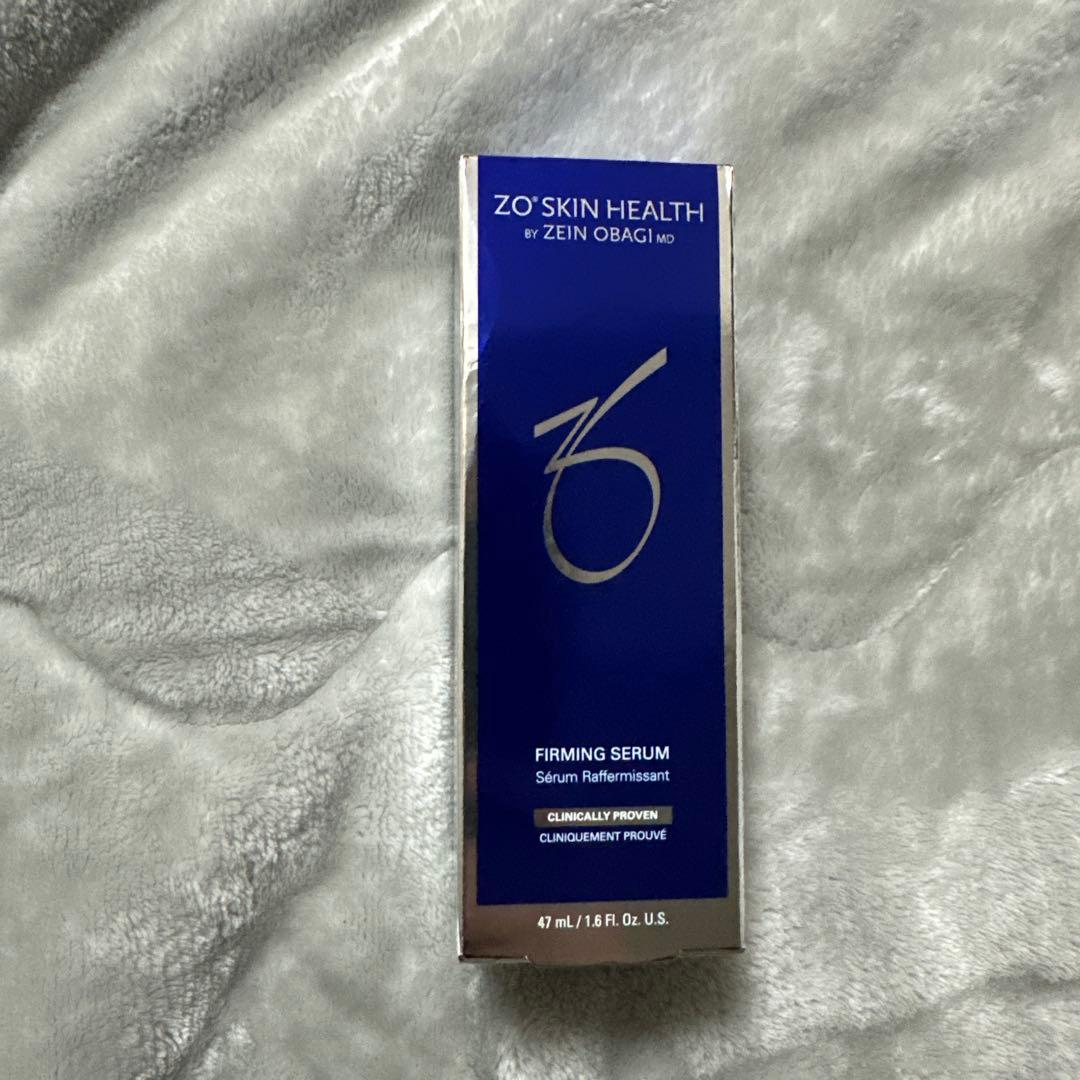 ZO® SKIN HEALTH
BY ZEIN OBAGI MD
ZO
FIRMING SERUM
Sérum Raffermissant
CLINICALLY PROVEN
CLINIQUEMENT PROUVÉ
47 mL / 1.6 Fl. Oz. U.S.